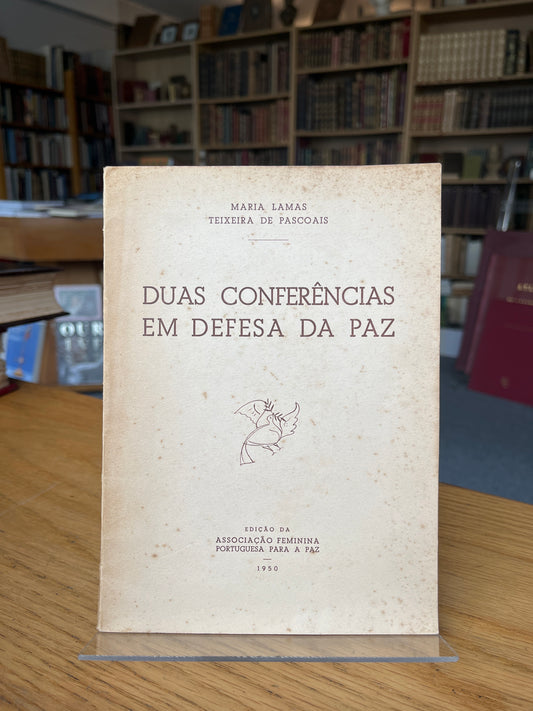 MARIA LAMAS
TEIXEIRA DE PASCOAIS
DUAS CONFERÊNCIAS
EM DEFESA DA PAZ
EDIÇÃO DA
ASSOCIAÇÃO FEMININA
PORTUGUESA PARA A PAZ
1950